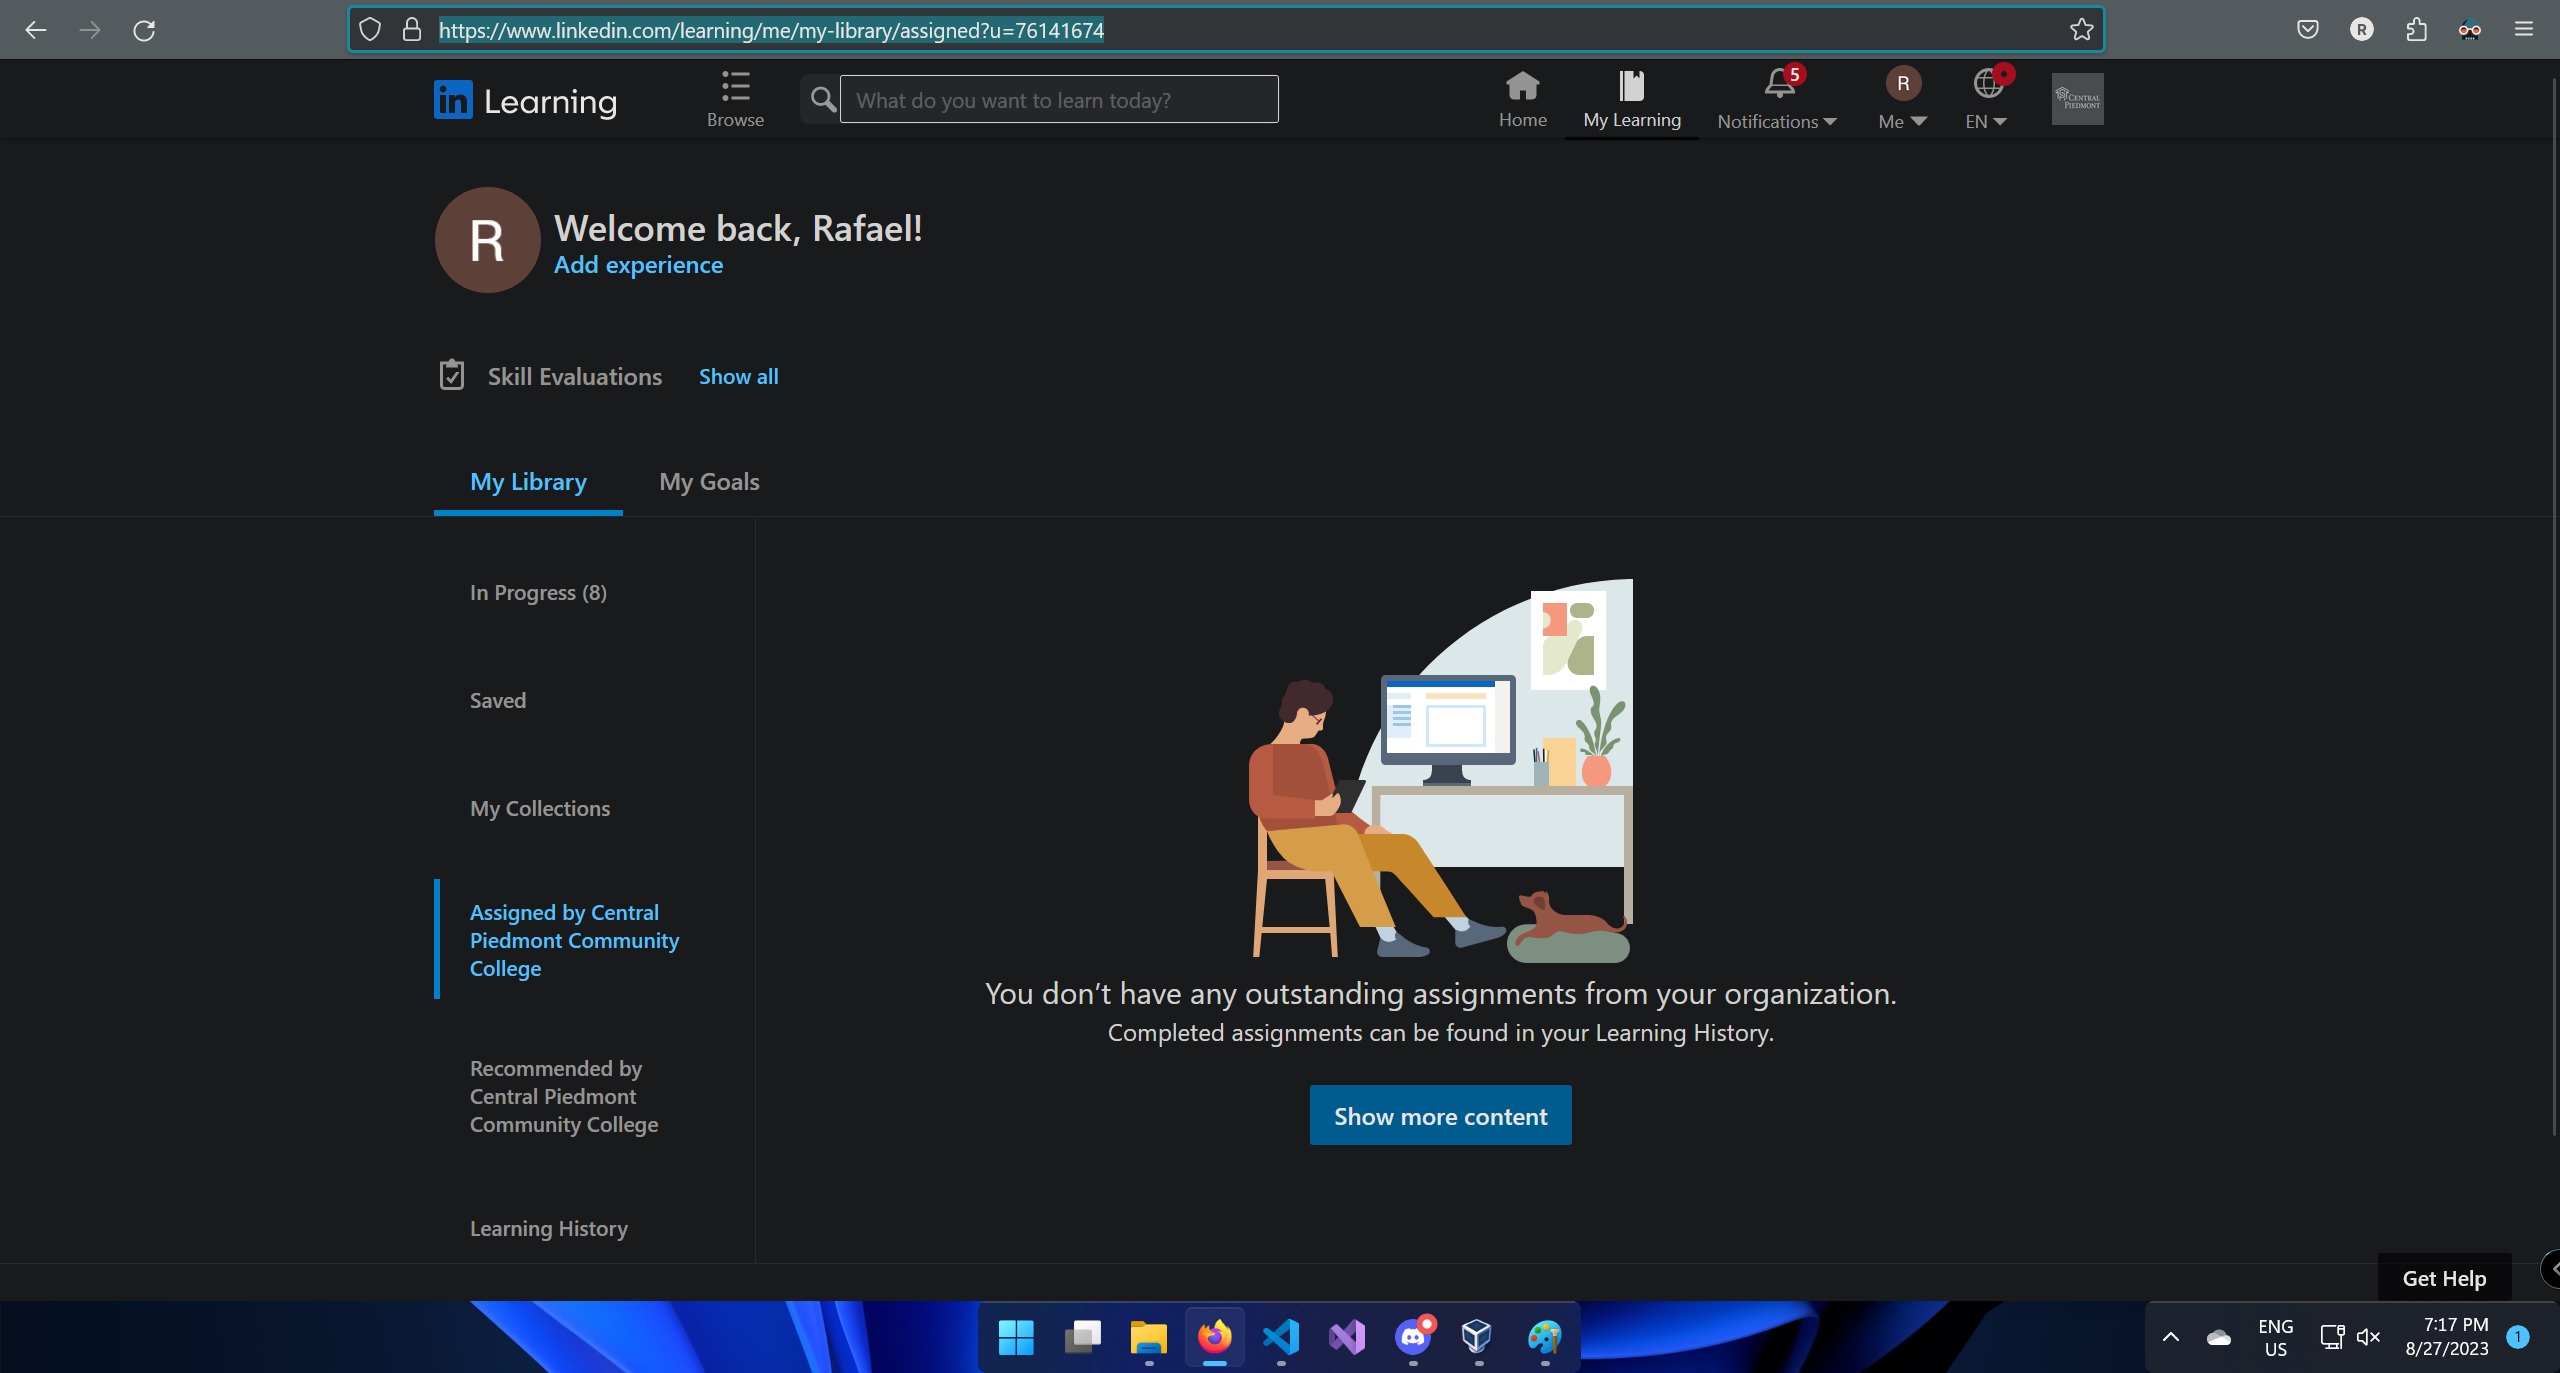 https://www.linkedin.com/learning/me/my-library/assigned?u=76141674
R
in Learning
Browse
What do you want to learn today?
Home
My Learning
5
Notifications
R
Me
EN
CENTRAL
PIEDMONT
R
Welcome back, Rafael!
Add experience
Skill Evaluations
Show all
My Library
My Goals
In Progress (8)
Saved
My Collections
Assigned by Central
Piedmont Community
College
Recommended by
Central Piedmont
Community College
Learning History
You don’t have any outstanding assignments from your organization.
Completed assignments can be found in your Learning History.
Show more content
Get Help
ENG
US
7:17 PM
8/27/2023
1